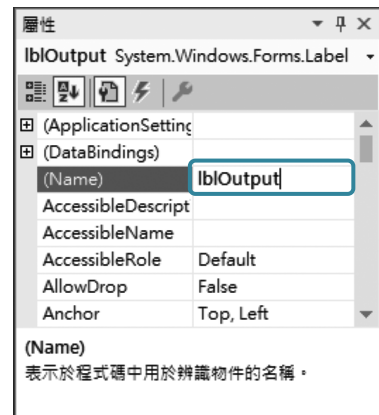 屬性
lblOutput System.Windows.Forms.Label
(ApplicationSetting
(DataBindings)
(Name) lblOutput
AccessibleDescript
AccessibleName
AccessibleRole Default
AllowDrop False
Anchor Top, Left
(Name)
表示於程式碼中用於辨識物件的名稱。